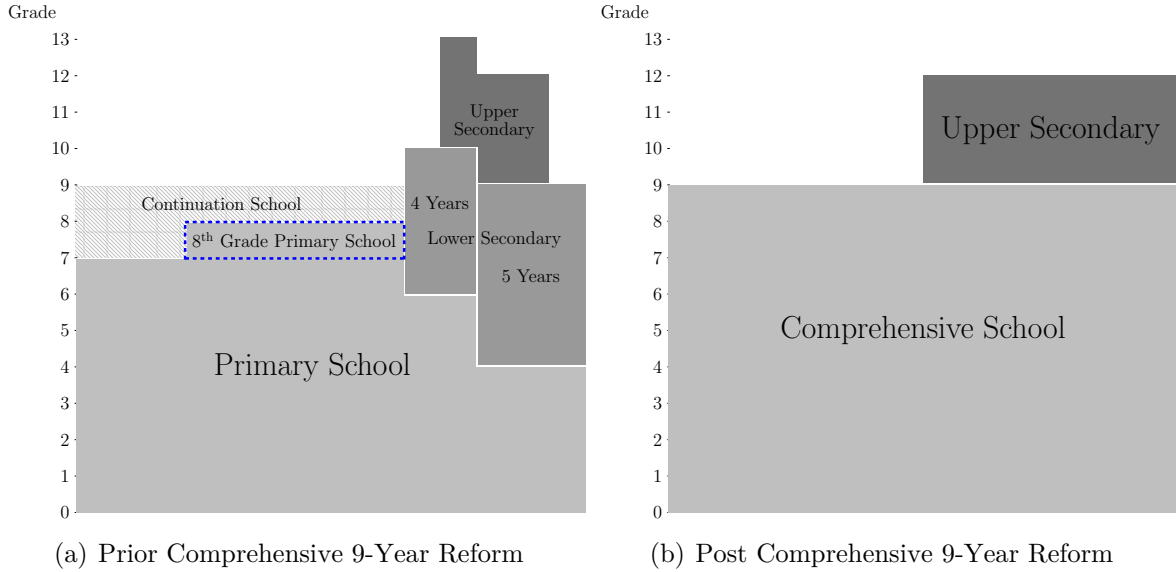 Grade
13
12
11
10
9
8
7
6
5
4
3
2
1
0
Upper
Secondary
Continuation School
4 Years
8th Grade Primary School
Lower Secondary
5 Years
Primary School
(a) Prior Comprehensive 9-Year Reform
Grade
13
12
11
10
9
8
7
6
5
4
3
2
1
0
Upper Secondary
Comprehensive School
(b) Post Comprehensive 9-Year Reform